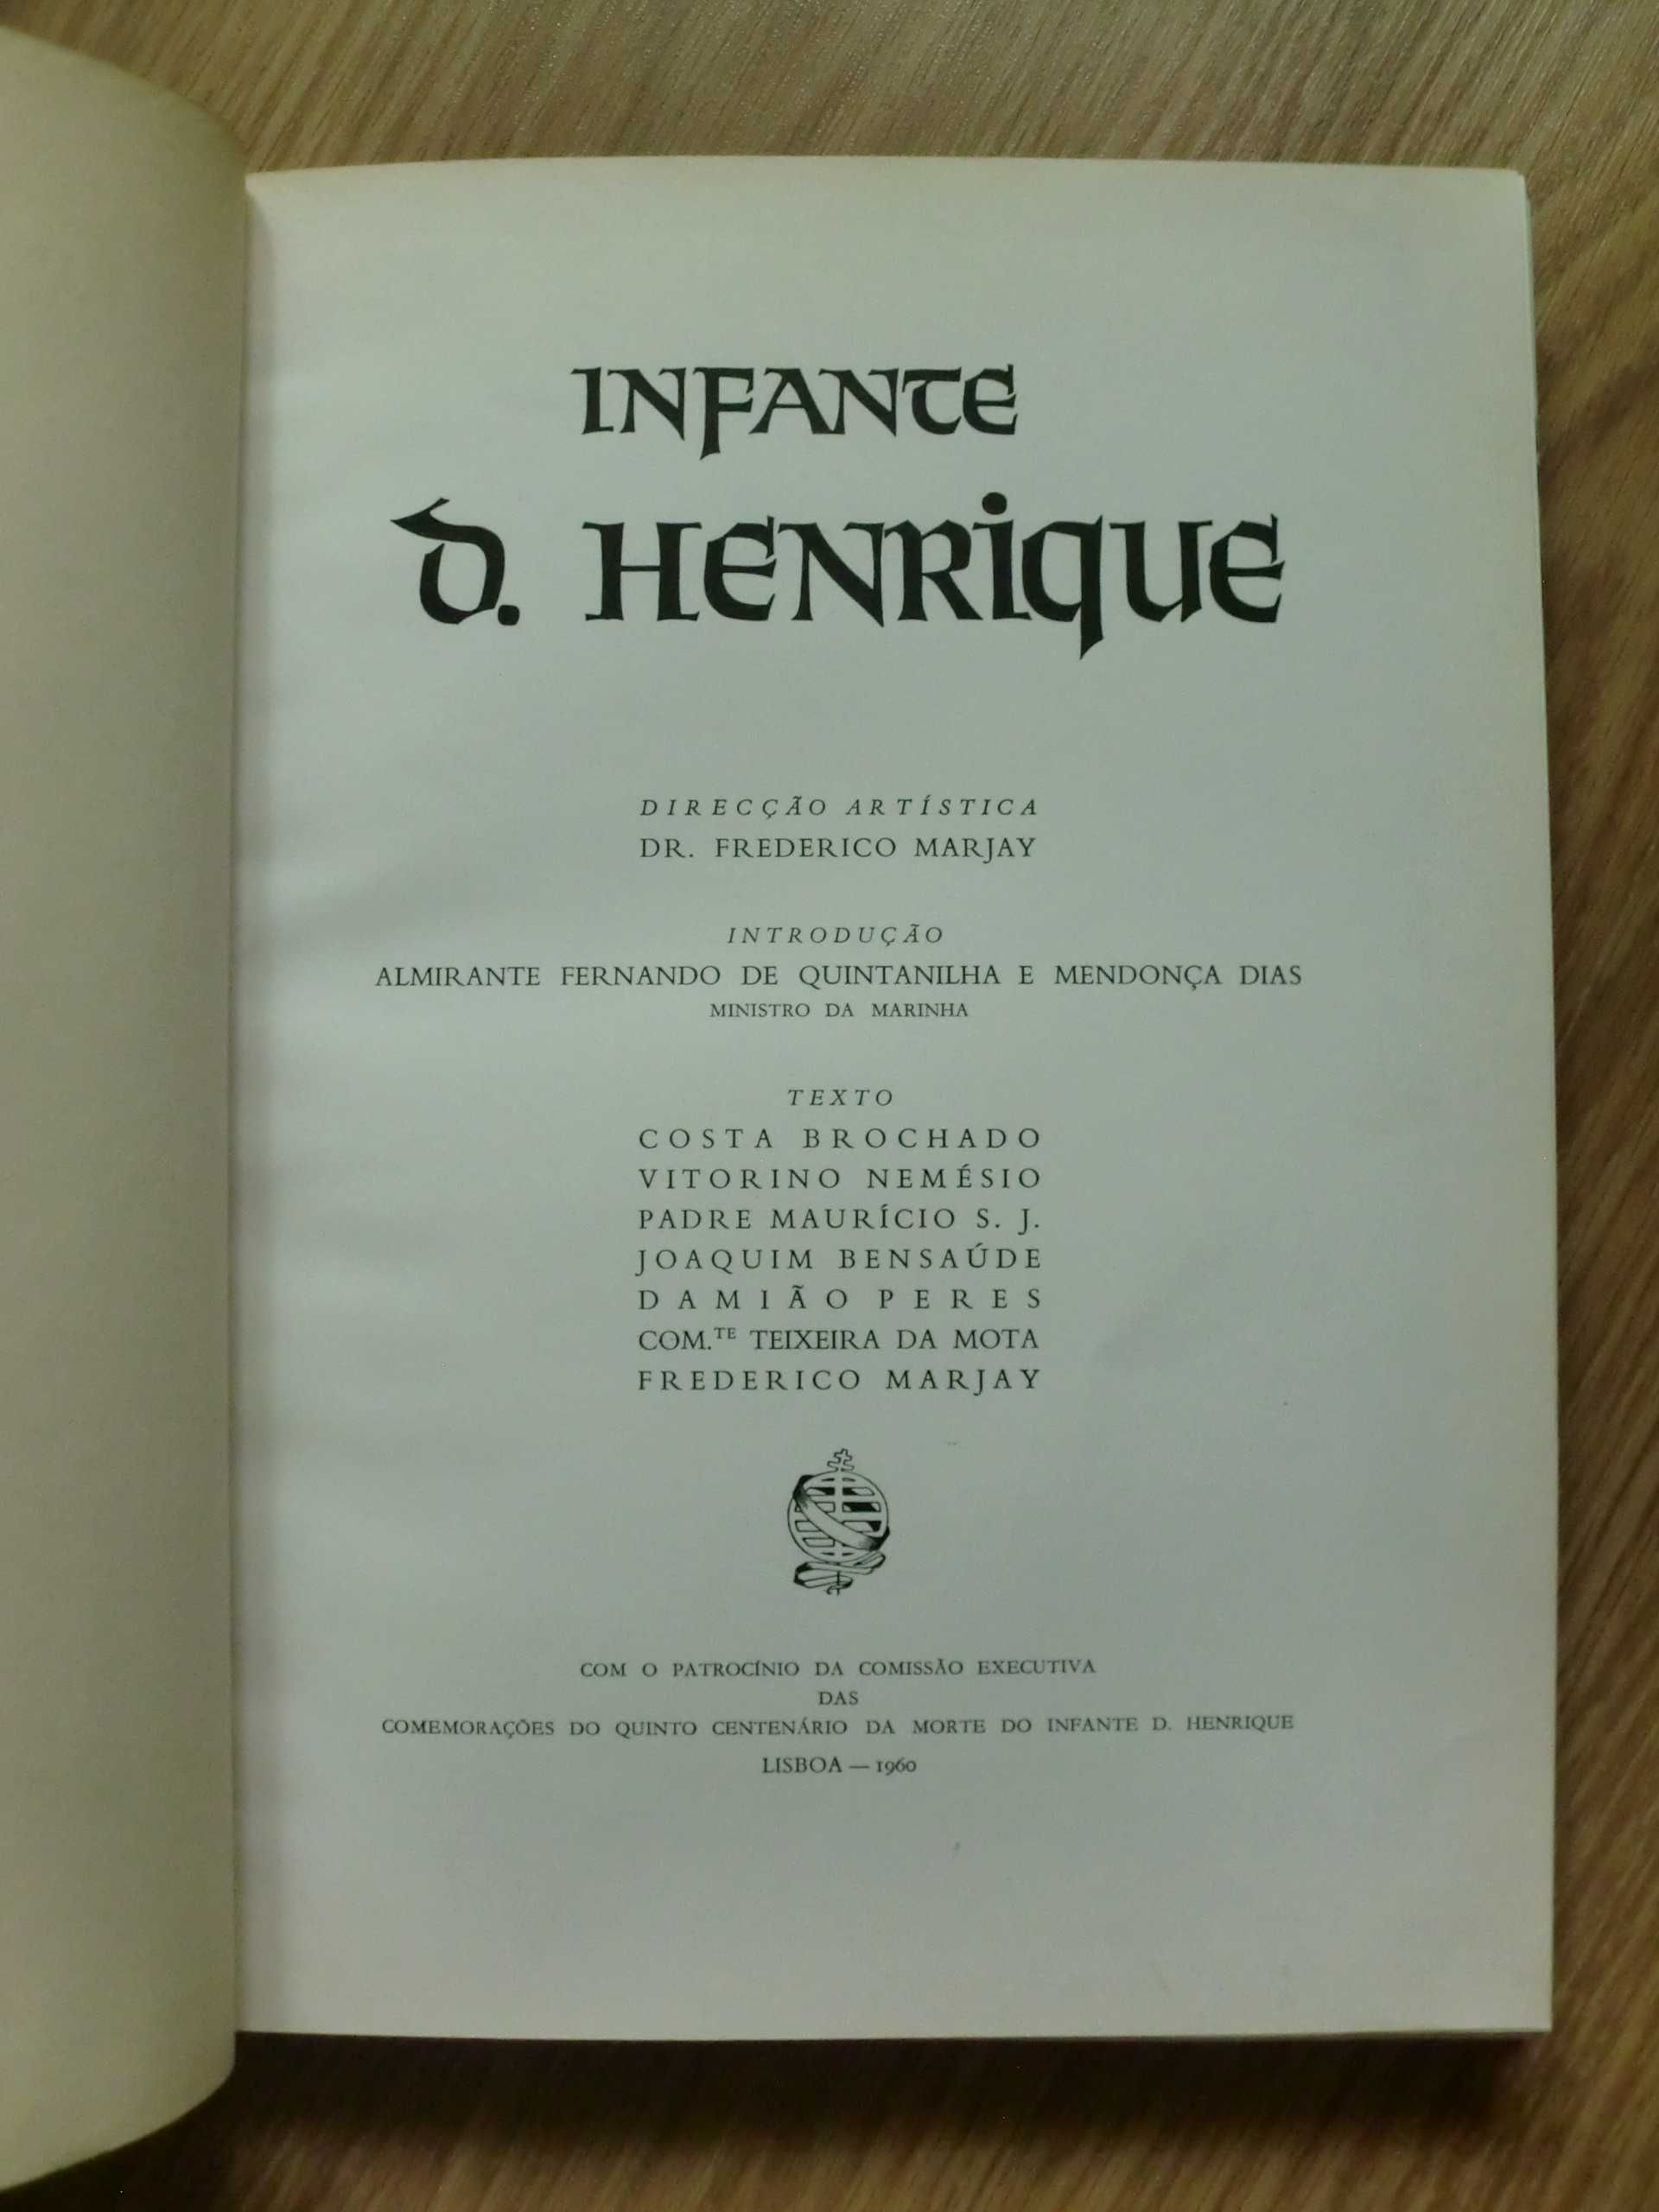 INFANTE
D. HENRIQUE
DIRECÇÃO ARTÍSTICA
DR. FREDERICO MARJAY
INTRODUÇÃO
ALMIRANTE FERNANDO DE QUINTANILHA E MENDONÇA DIAS
MINISTRO DA MARINHA
TEXTO
COSTA BROCHADO
VITORINO NEMÉSIO
PADRE MAURÍCIO S. J.
JOAQUIM BENSAÚDE
DAMIÃO PERES
COM.TE TEIXEIRA DA MOTA
FREDERICO MARJAY
COM O PATROCÍNIO DA COMISSÃO EXECUTIVA
DAS
COMEMORAÇÕES DO QUINTO CENTENÁRIO DA MORTE DO INFANTE D. HENRIQUE
LISBOA — 1960